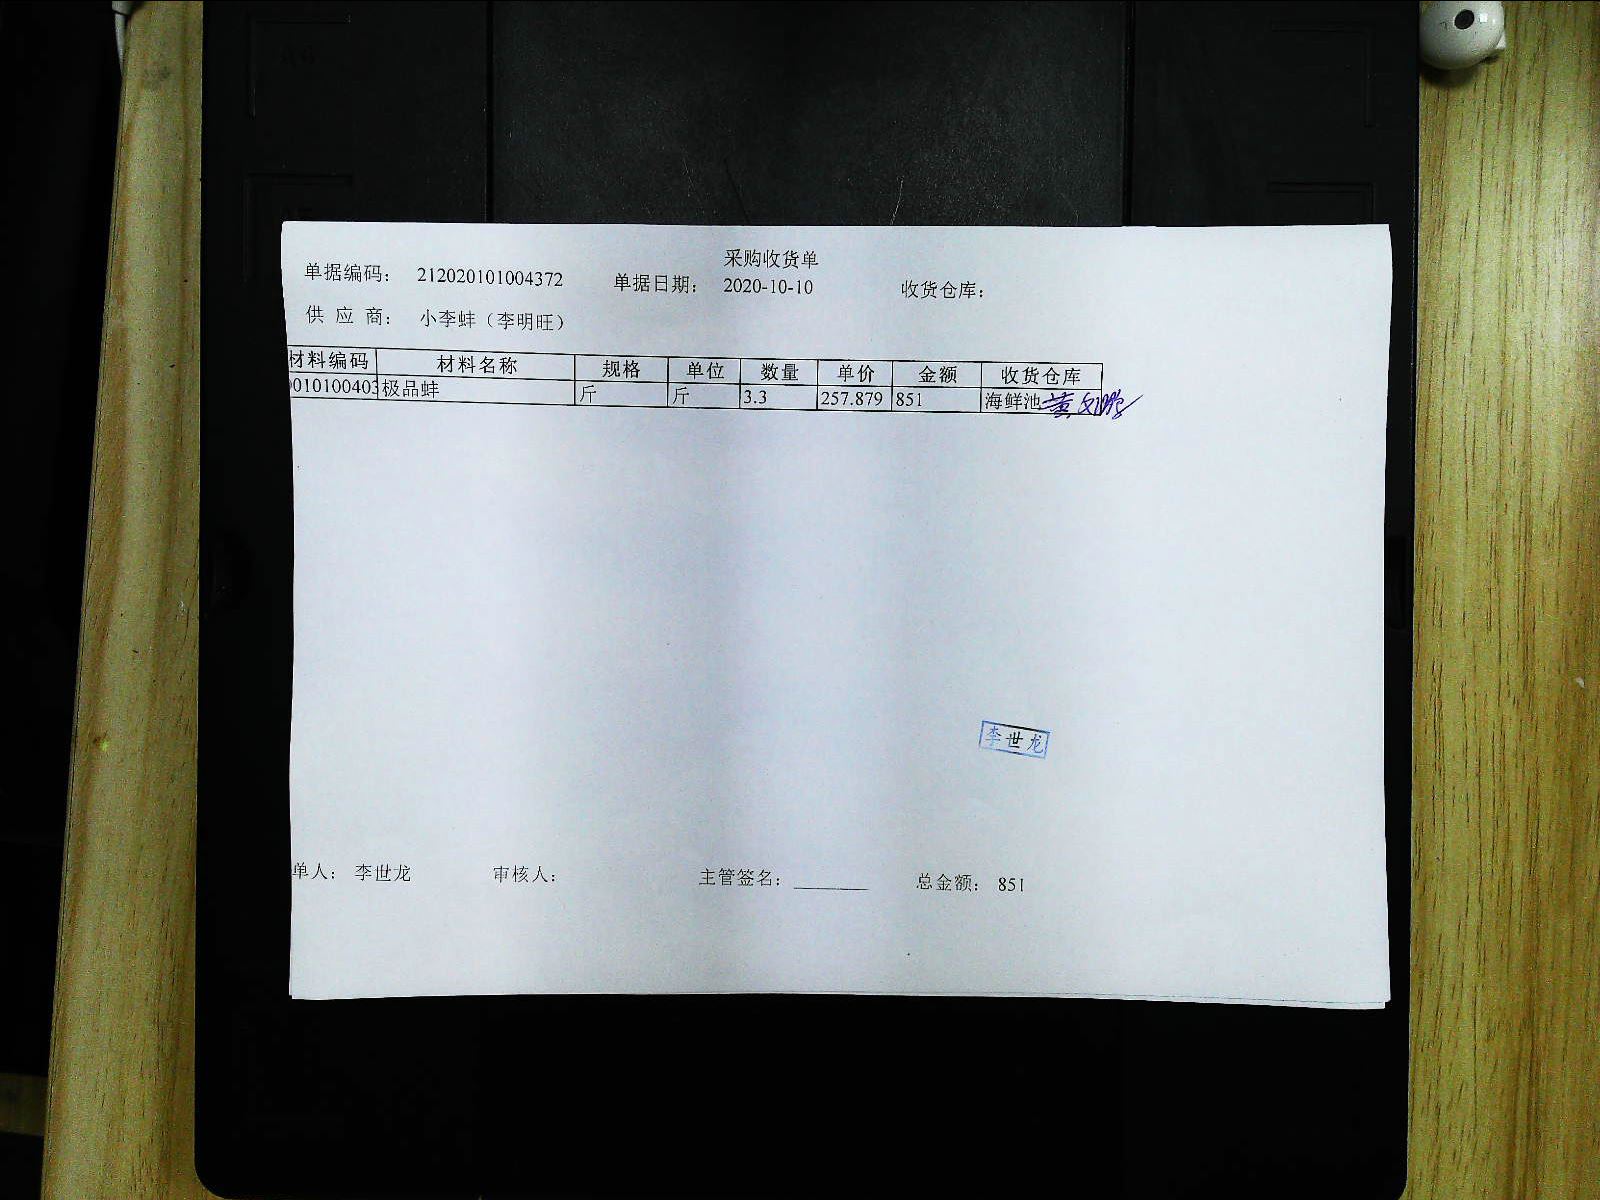 采购收货单
单据编码： 212020101004372 单据日期： 2020-10-10 收货仓库：
供 应 商： 小李蚌（李明旺）
材料编码 材料名称 规格 单位 数量 单价 金额 收货仓库
010100403 极品蚌 斤 斤 3.3 257.879 851 海鲜池
李世龙
单人： 李世龙 审核人： 主管签名： 总金额： 851